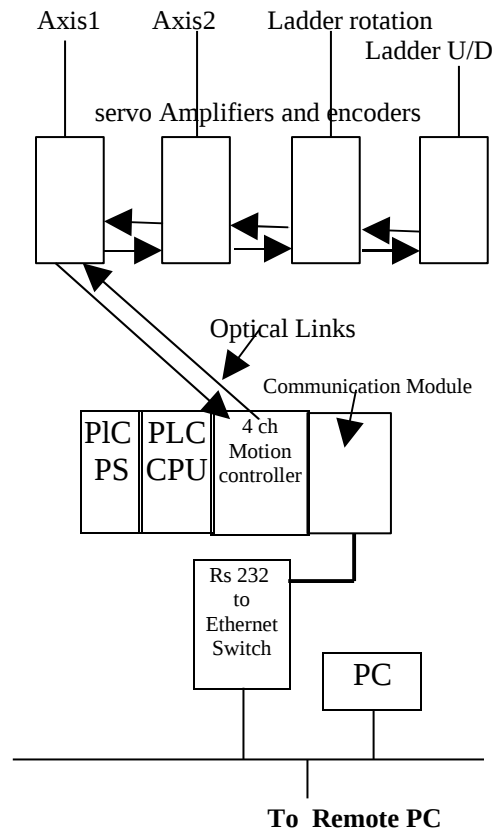 Axis1 Axis2 Ladder rotation
Ladder U/D
servo Amplifiers and encoders
Optical Links
Communication Module
PlC
PS
PLC
CPU
4 ch
Motion
controller
Rs 232
to
Ethernet
Switch
PC
To Remote PC